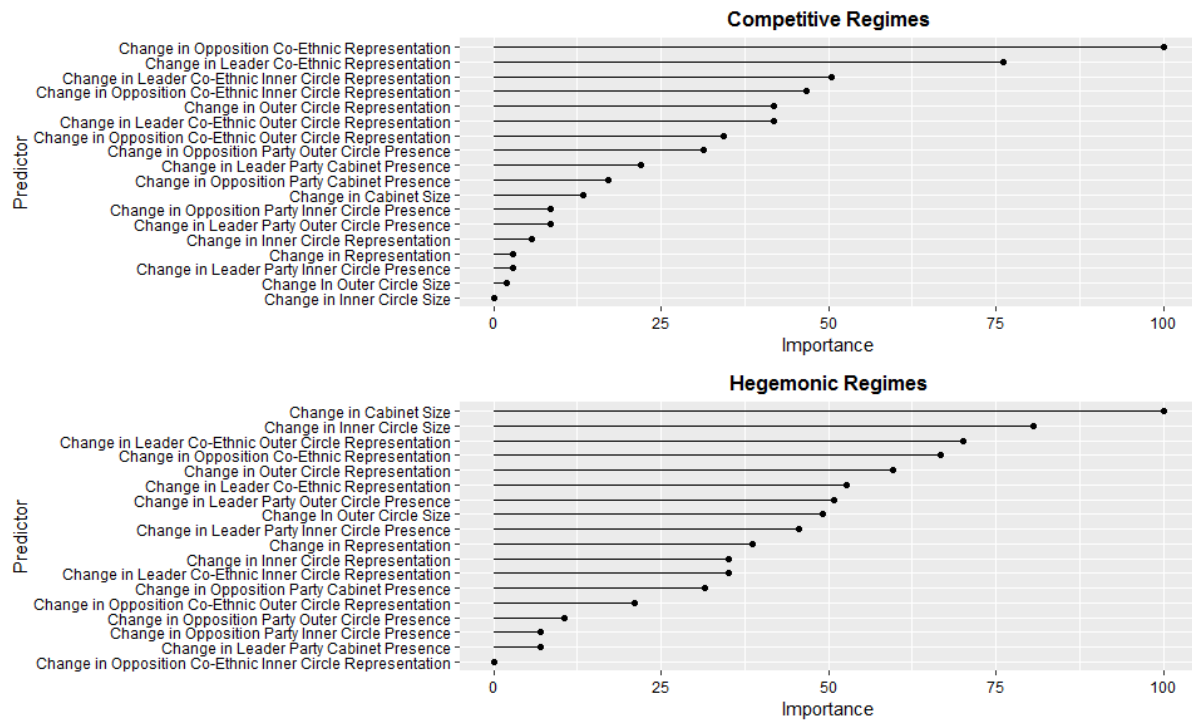 Competitive Regimes
Predictor
Change in Opposition Co-Ethnic Representation
Change in Leader Co-Ethnic Representation
Change in Leader Co-Ethnic Inner Circle Representation
Change in Opposition Co-Ethnic Inner Circle Representation
Change in Outer Circle Representation
Change in Leader Co-Ethnic Outer Circle Representation
Change in Opposition Co-Ethnic Outer Circle Representation
Change in Opposition Party Outer Circle Presence
Change in Leader Party Cabinet Presence
Change in Opposition Party Cabinet Presence
Change in Cabinet Size
Change in Opposition Party Inner Circle Presence
Change in Leader Party Outer Circle Presence
Change in Inner Circle Representation
Change in Representation
Change in Leader Party Inner Circle Presence
Change In Outer Circle Size
Change in Inner Circle Size
0 25 50 75 100
Importance
Hegemonic Regimes
Predictor
Change in Cabinet Size
Change in Inner Circle Size
Change in Leader Co-Ethnic Outer Circle Representation
Change in Opposition Co-Ethnic Representation
Change in Outer Circle Representation
Change in Leader Co-Ethnic Representation
Change in Leader Party Outer Circle Presence
Change In Outer Circle Size
Change in Leader Party Inner Circle Presence
Change in Representation
Change in Inner Circle Representation
Change in Leader Co-Ethnic Inner Circle Representation
Change in Opposition Party Cabinet Presence
Change in Opposition Co-Ethnic Outer Circle Representation
Change in Opposition Party Outer Circle Presence
Change in Opposition Party Inner Circle Presence
Change in Leader Party Cabinet Presence
Change in Opposition Co-Ethnic Inner Circle Representation
0 25 50 75 100
Importance